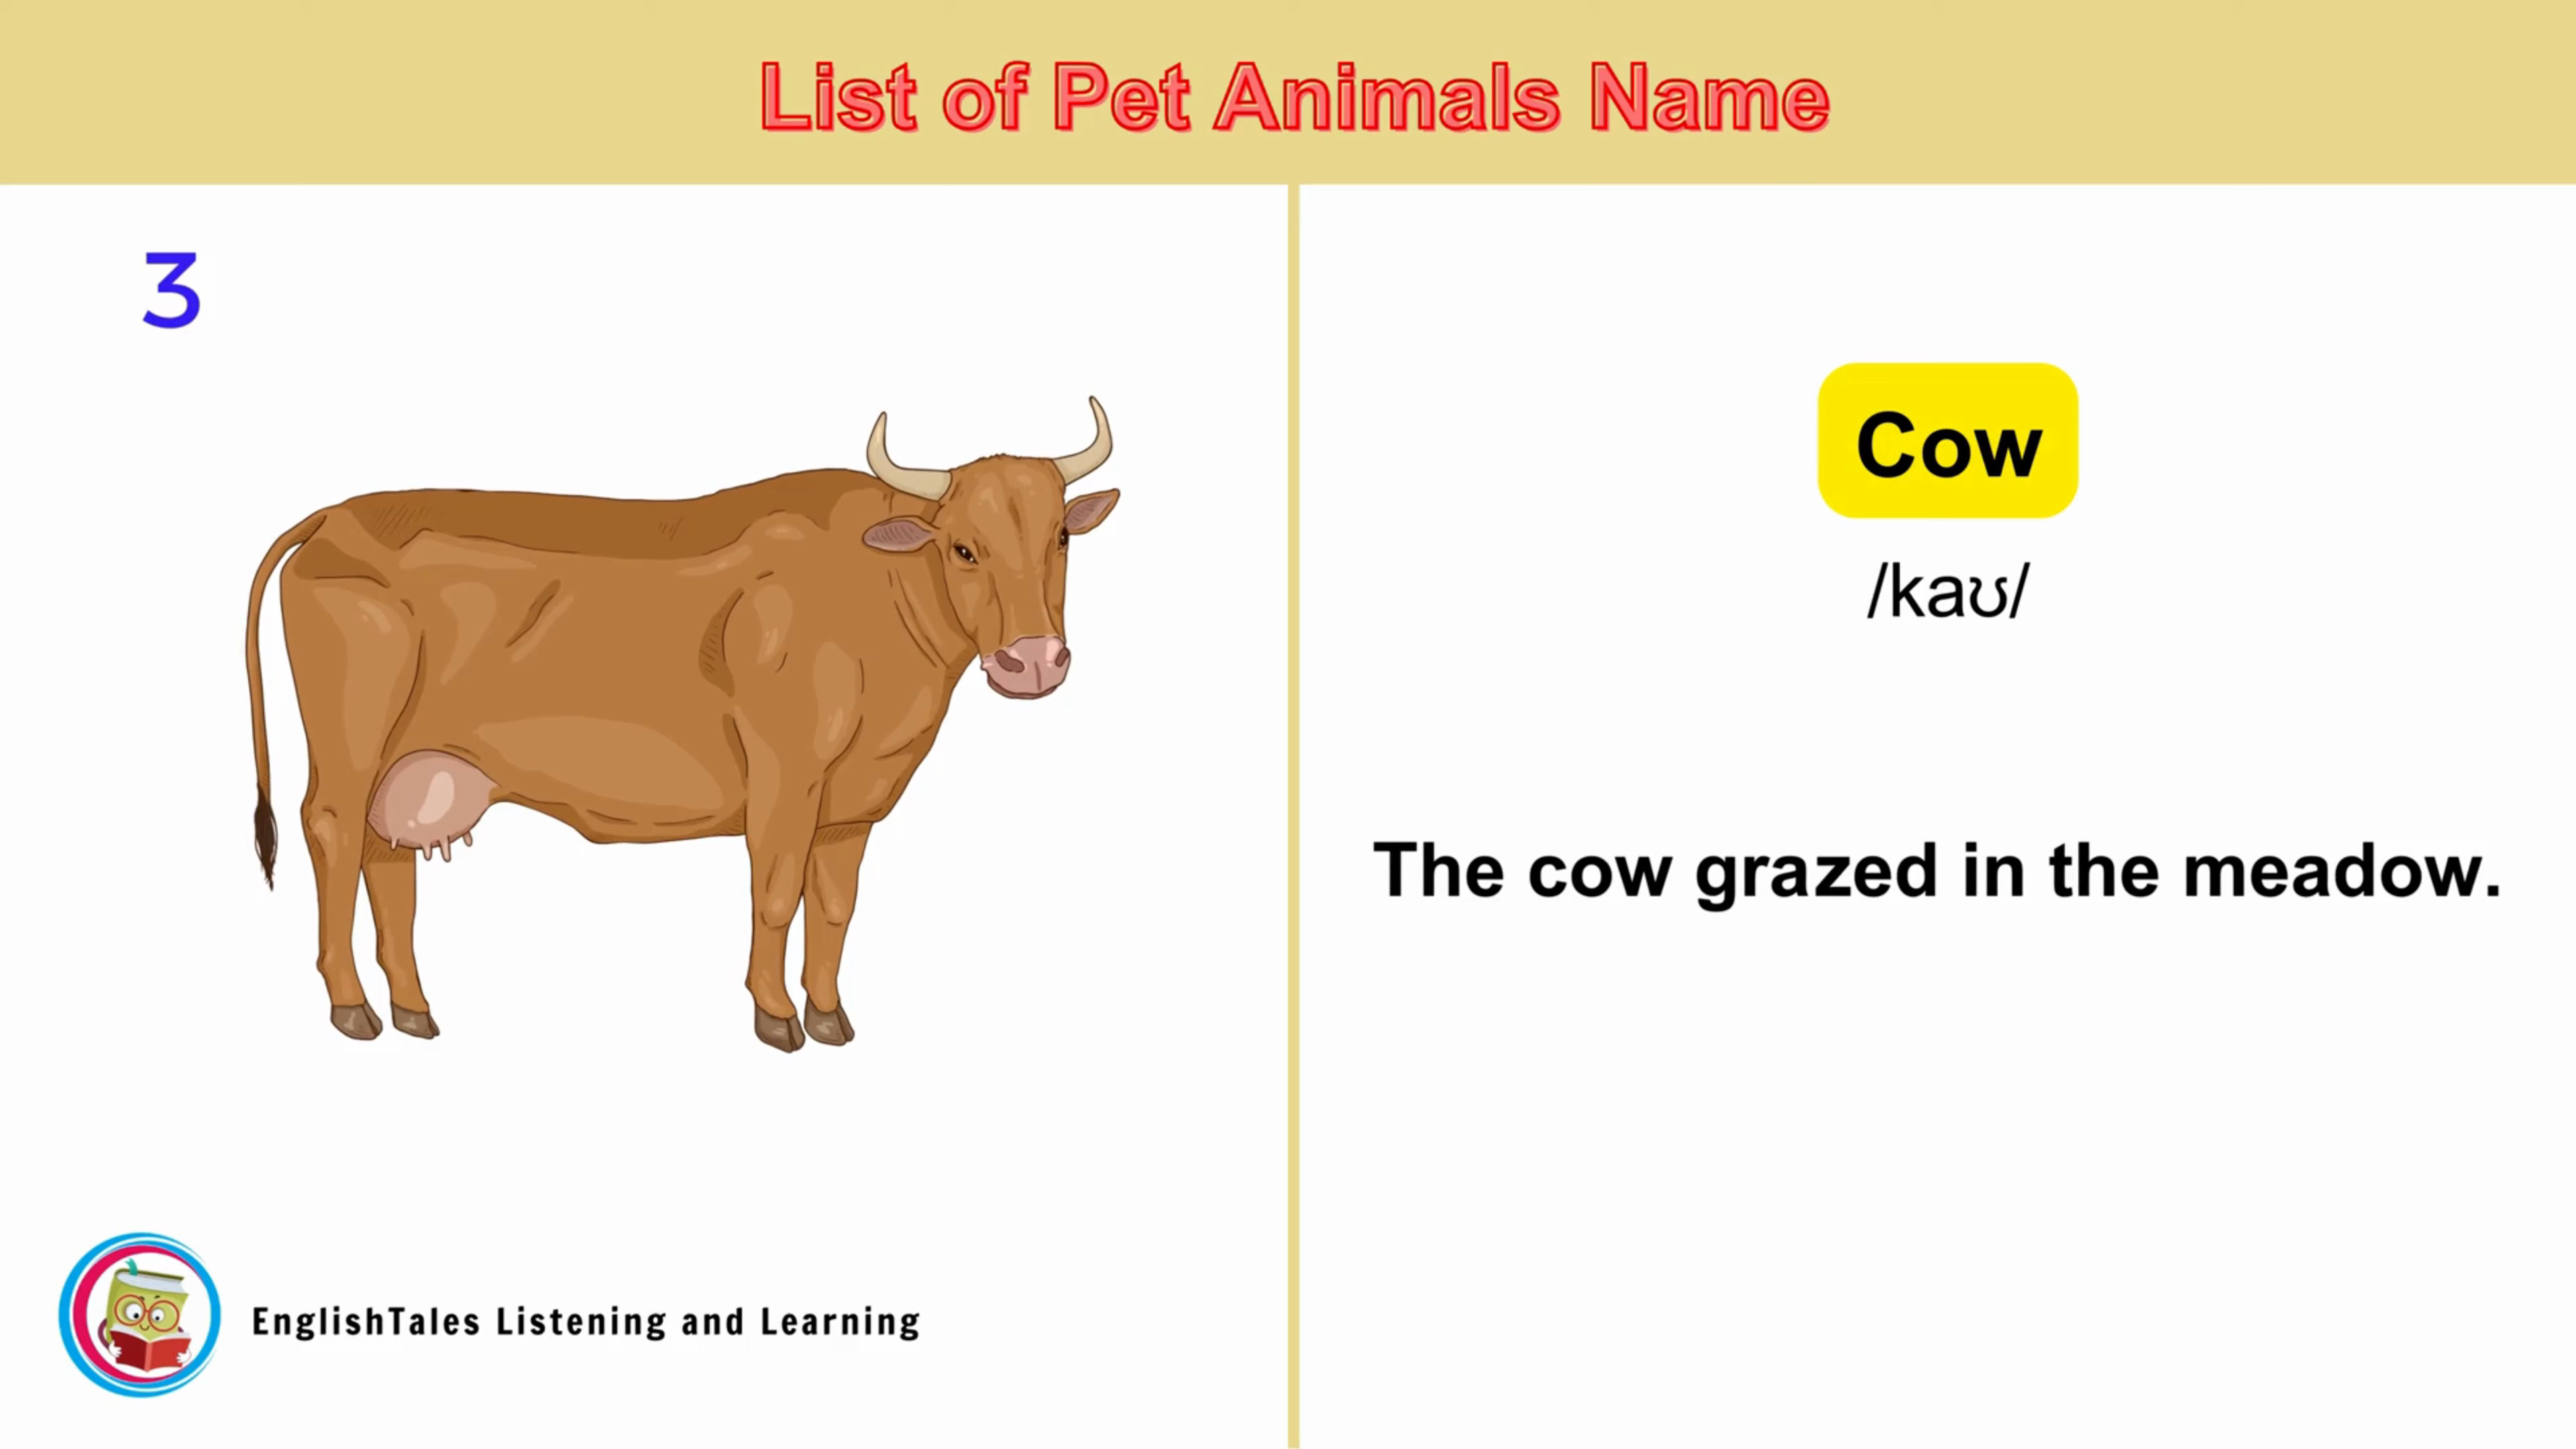 List of Pet Animals Name
3
Cow
/kaʊ/
The cow grazed in the meadow.
EnglishTales Listening and Learning